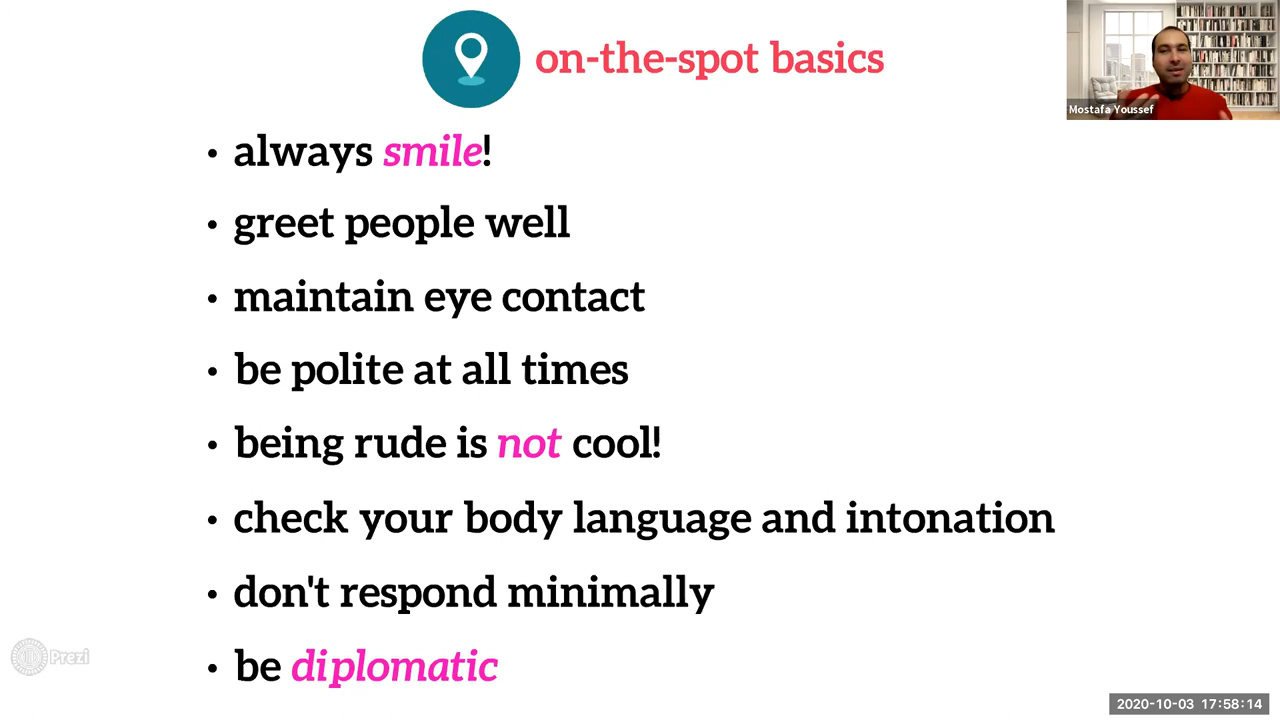 on-the-spot basics
Mostafa Youssef
• always smile!
• greet people well
• maintain eye contact
• be polite at all times
• being rude is not cool!
• check your body language and intonation
• don't respond minimally
• be diplomatic
Prezi
2020-10-03 17:58:14